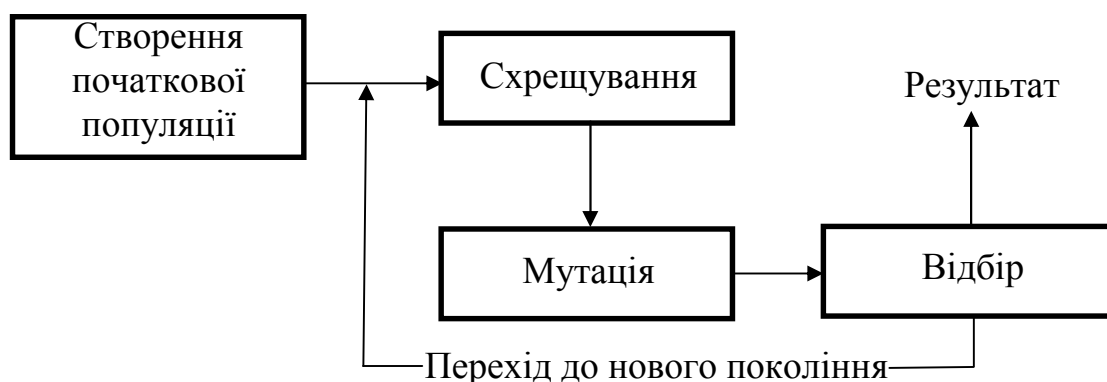 Створення
початкової
популяції
Схрещування
Результат
Мутація
Відбір
Перехід до нового покоління